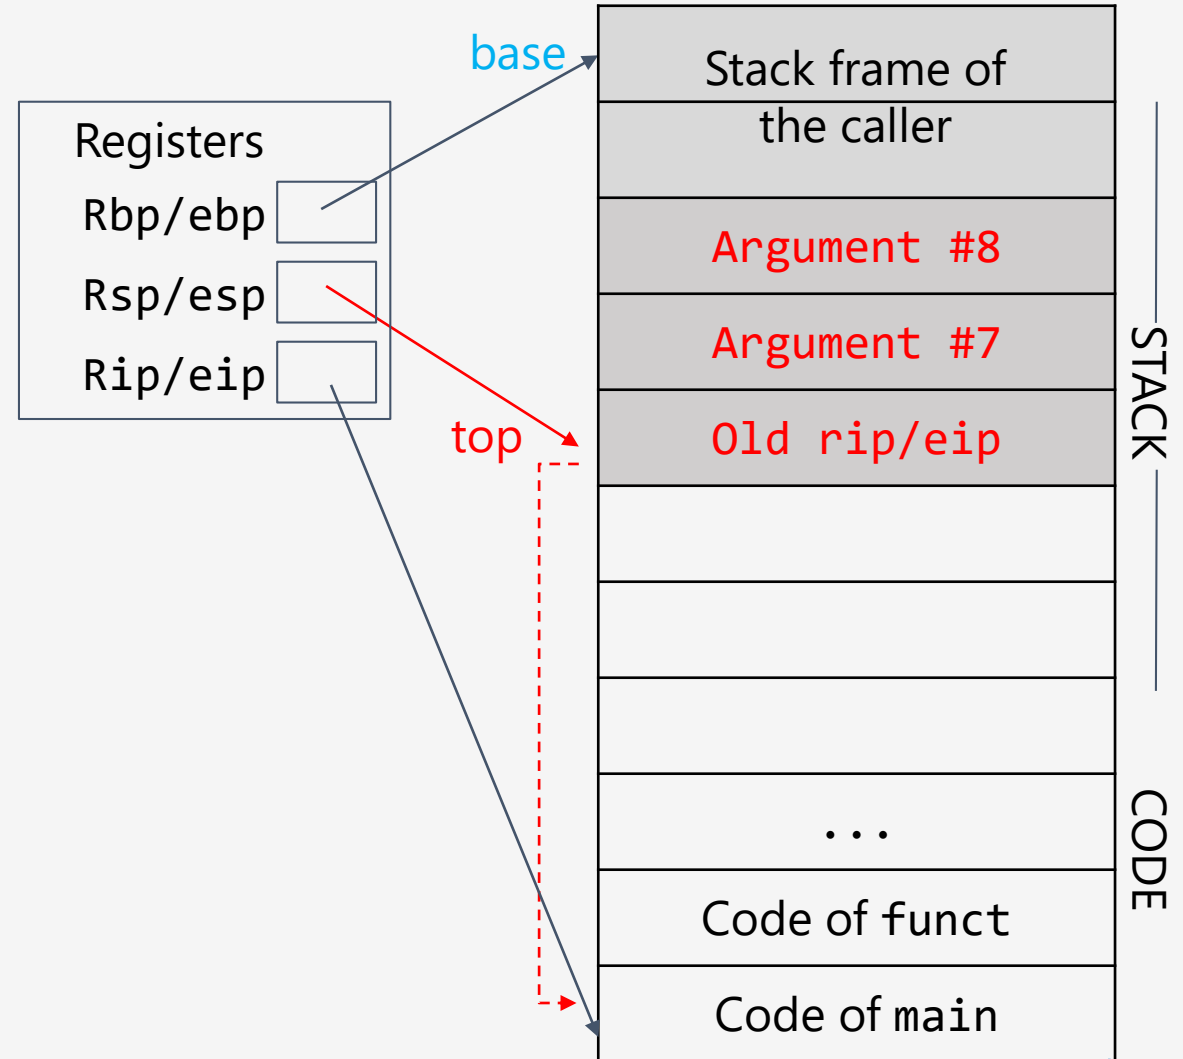 base
Registers
Rbp/ebp
Rsp/esp
Rip/eip
top
Stack frame of
the caller
Argument #8
Argument #7
Old rip/eip
...
Code of funct
Code of main
STACK
CODE